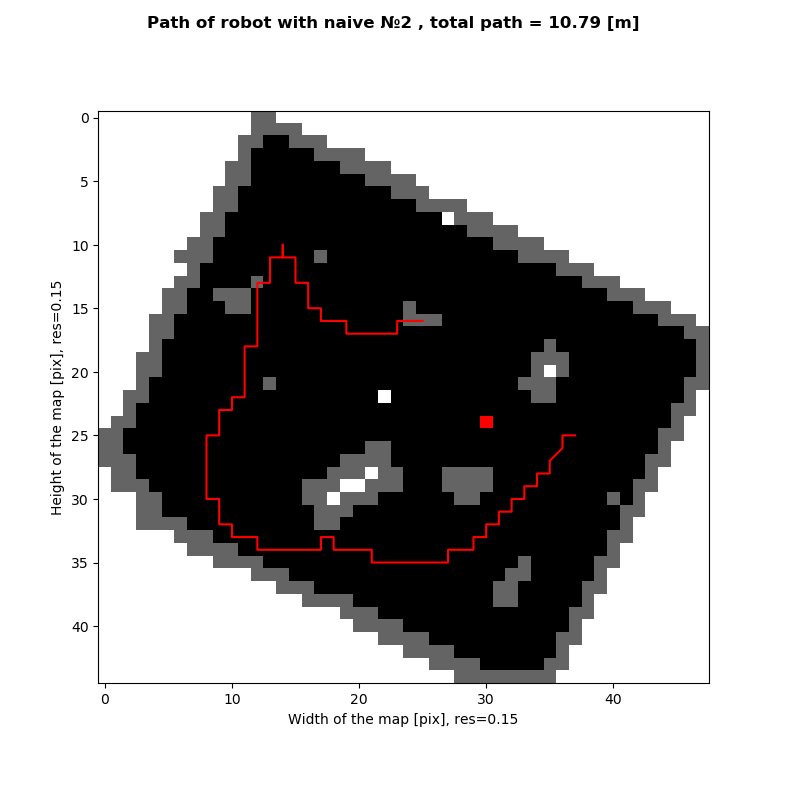 Path of robot with naive №2 , total path = 10.79 [m]
Height of the map [pix], res=0.15
0
5
10
15
20
25
30
35
40
0 10 20 30 40
Width of the map [pix], res=0.15